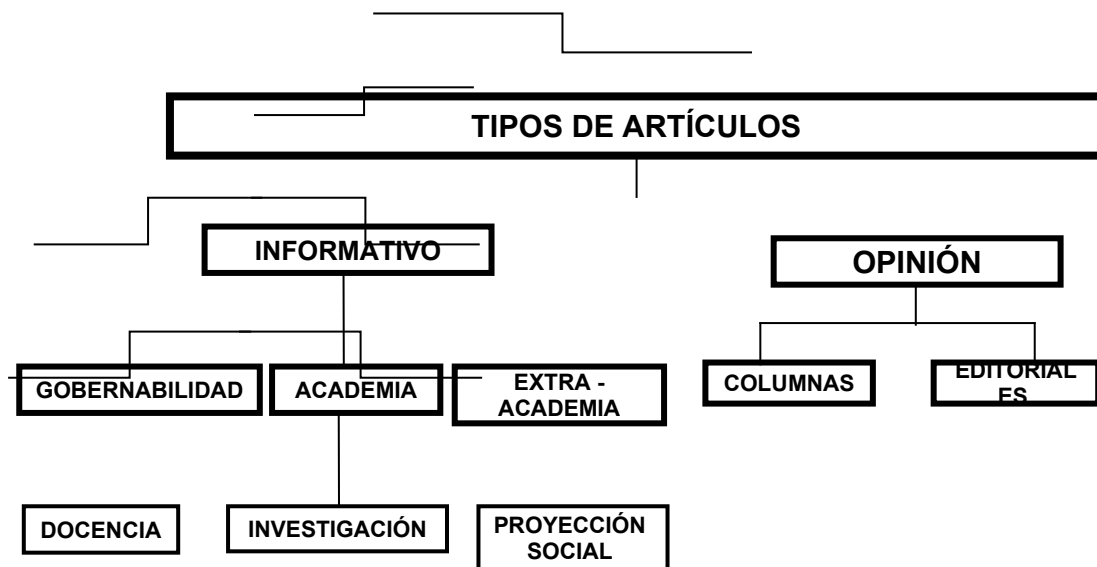 TIPOS DE ARTÍCULOS
INFORMATIVO
OPINIÓN
GOBERNABILIDAD
ACADEMIA
EXTRA -
ACADEMIA
COLUMNAS
EDITORIAL
ES
DOCENCIA
INVESTIGACIÓN
PROYECCIÓN
SOCIAL